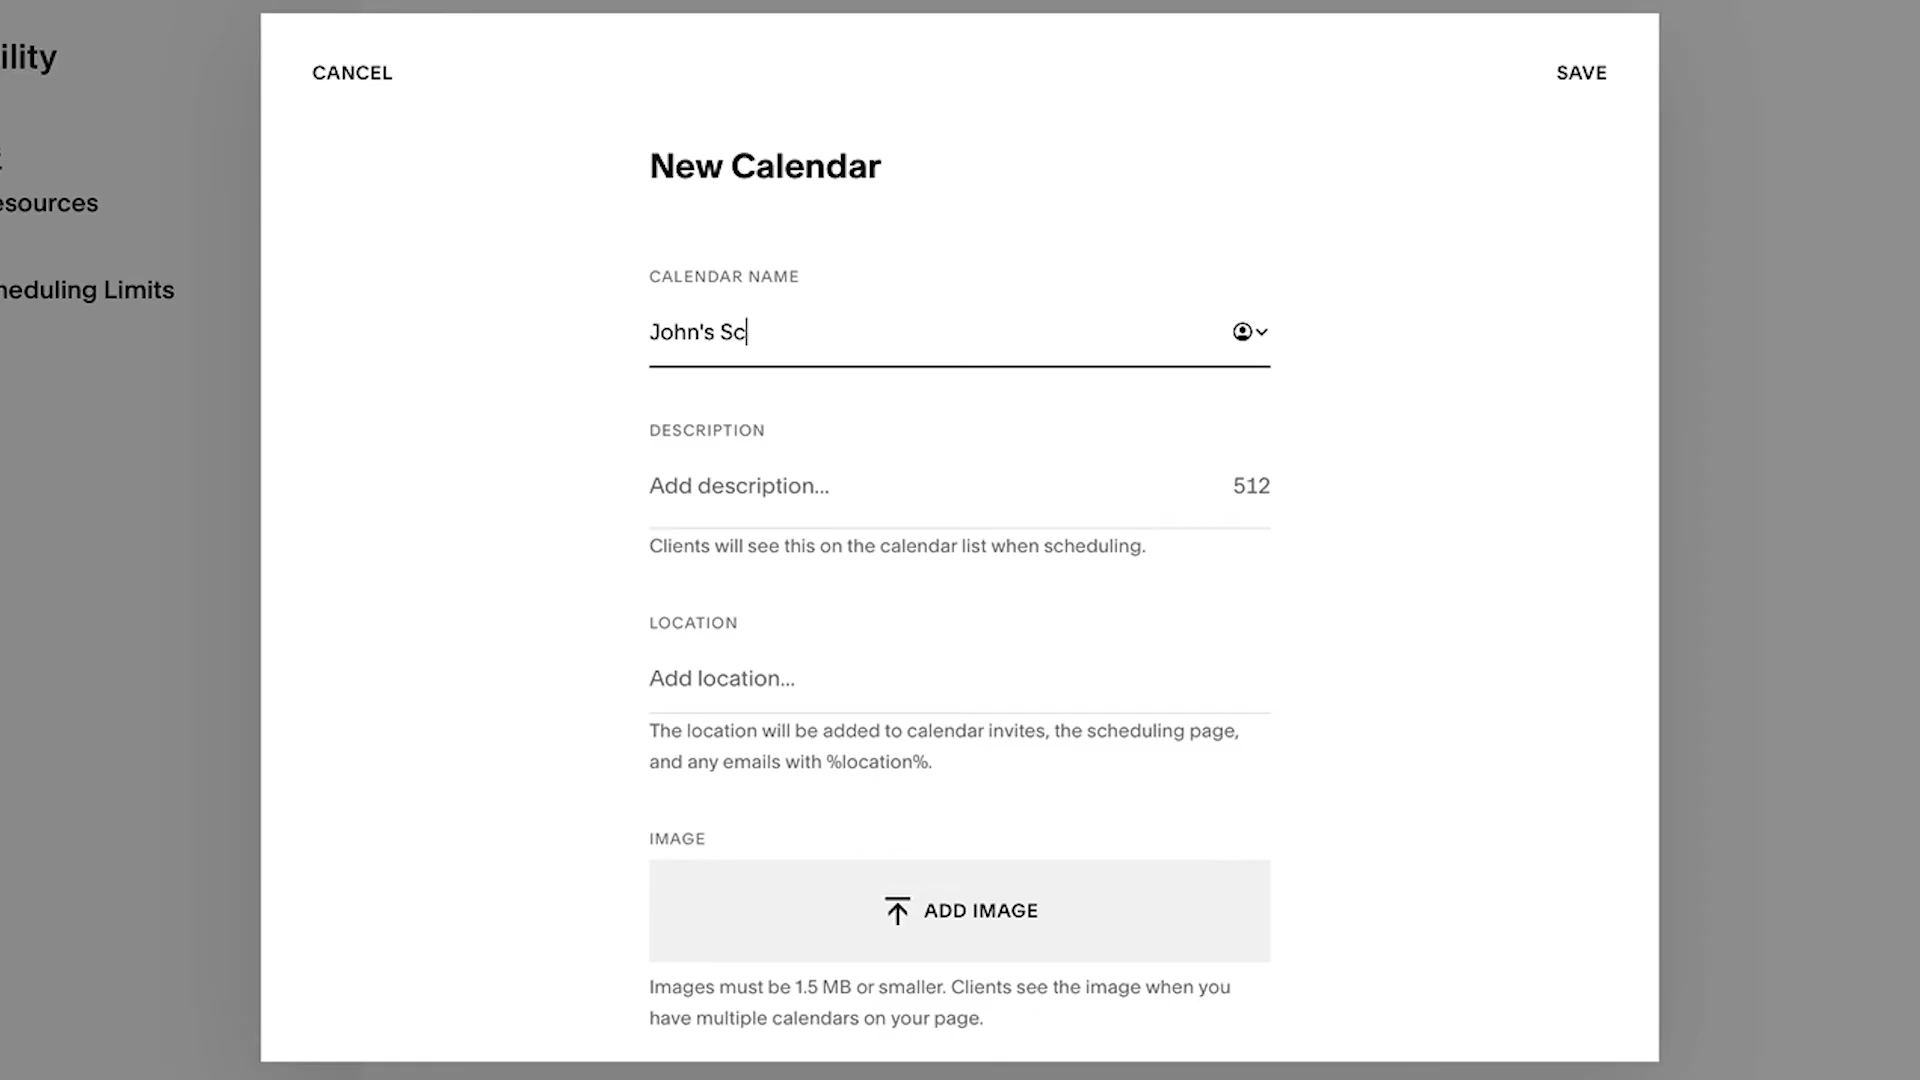 ility
CANCEL
SAVE
New Calendar
esources
CALENDAR NAME
heduling Limits
John's Sc
DESCRIPTION
Add description...
512
Clients will see this on the calendar list when scheduling.
LOCATION
Add location...
The location will be added to calendar invites, the scheduling page,
and any emails with %location%.
IMAGE
ADD IMAGE
Images must be 1.5 MB or smaller. Clients see the image when you
have multiple calendars on your page.